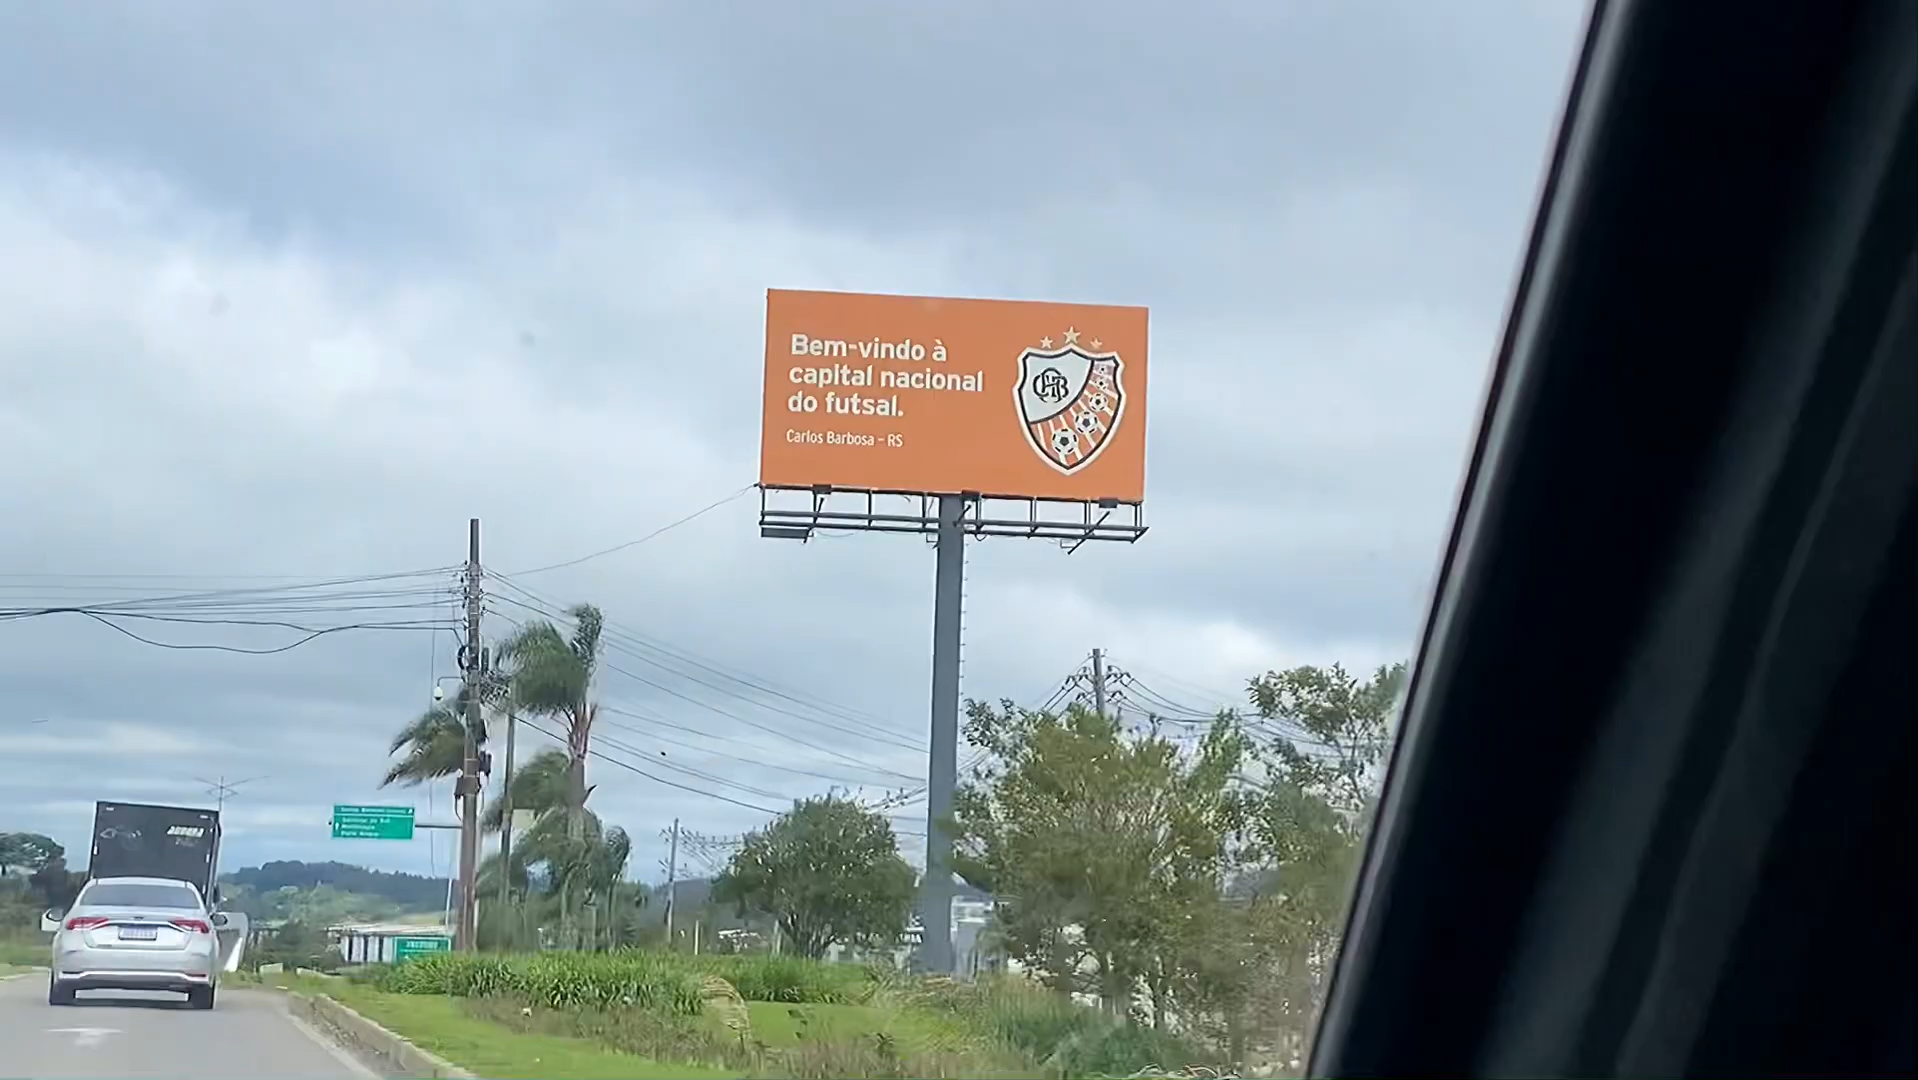 Bem-vindo à
capital nacional
do futsal.
Carlos Barbosa – RS